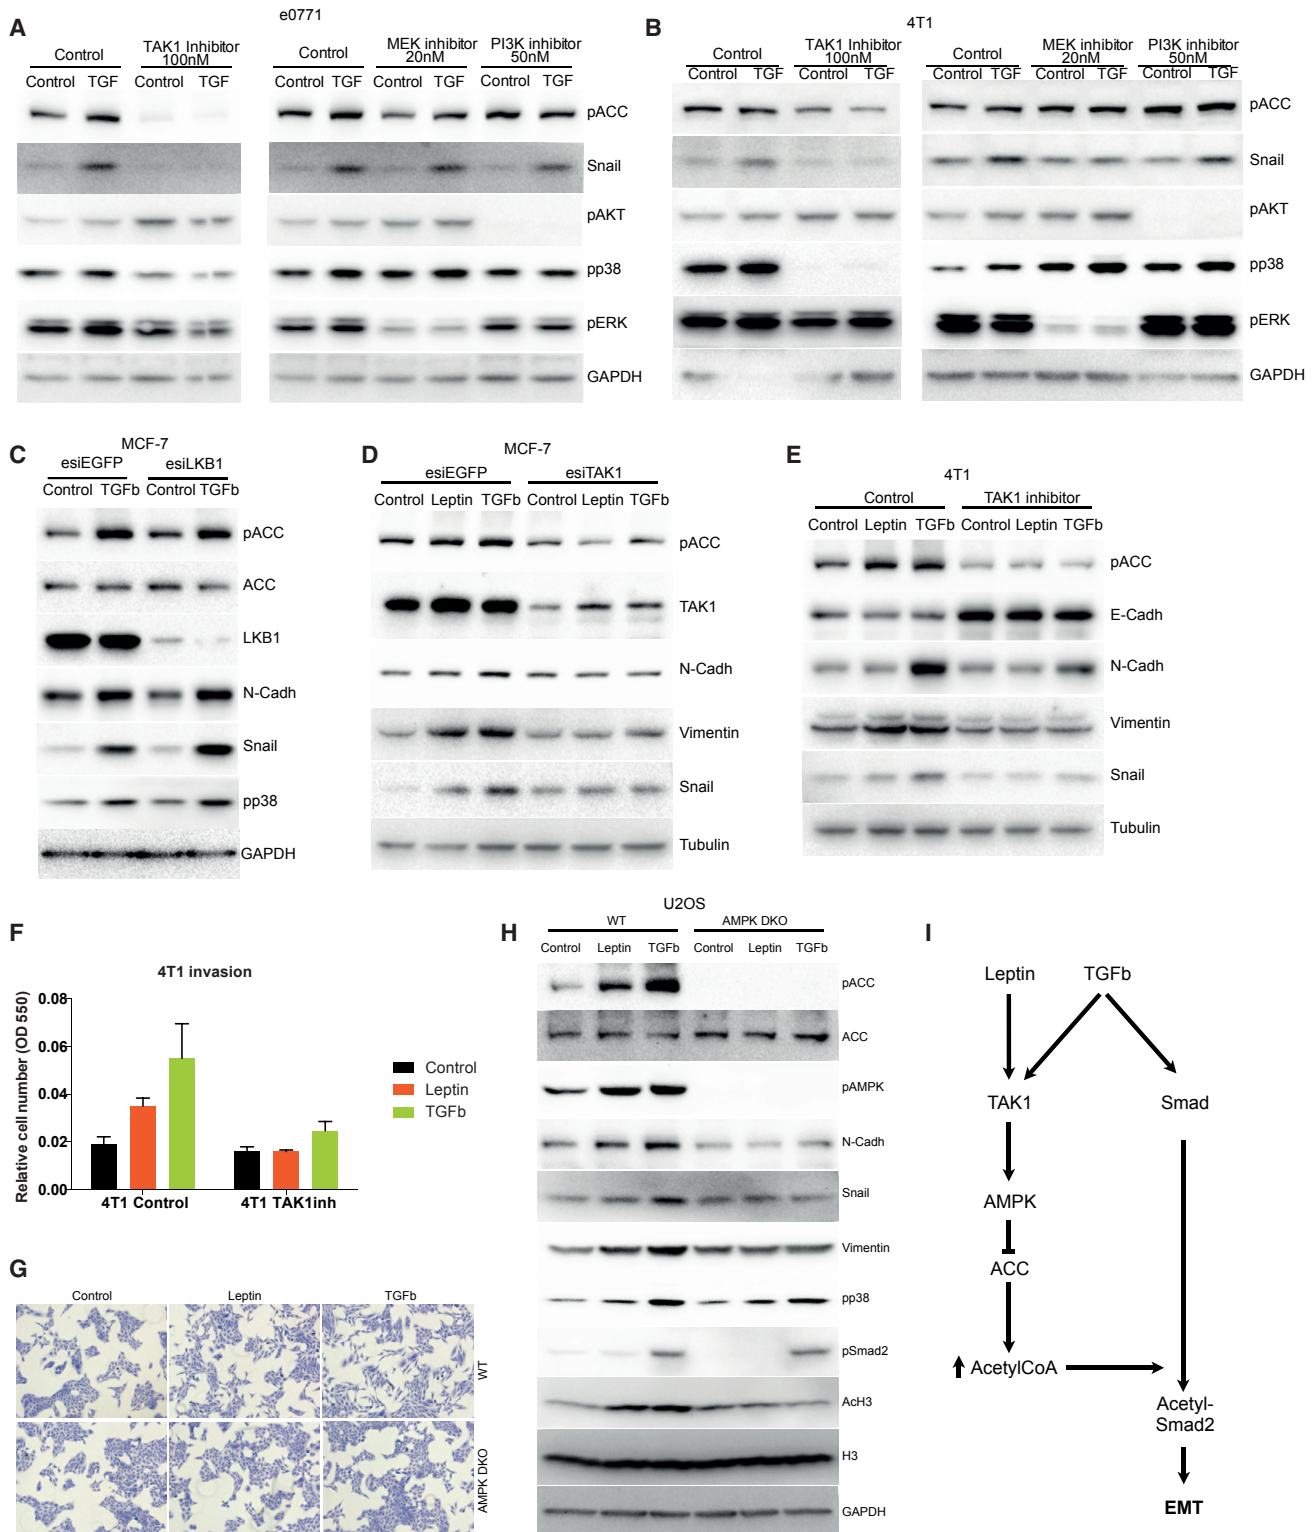 A
e0771
Control
TAK1 Inhibitor
100nM
Control
MEK inhibitor
20nM
PI3K inhibitor
50nM
Control TGF Control TGF
Control TGF Control TGF Control TGF
pACC
Snail
pAKT
pp38
pERK
GAPDH
B
4T1
Control
TAK1 Inhibitor
100nM
Control
MEK inhibitor
20nM
PI3K inhibitor
50nM
Control TGF Control TGF
Control TGF Control TGF Control TGF
pACC
Snail
pAKT
pp38
pERK
GAPDH
C
MCF-7
esiEGFP esiLKB1
Control TGFb Control TGFb
pACC
ACC
LKB1
N-Cadh
Snail
pp38
GAPDH
D
MCF-7
esiEGFP esiTAK1
Control Leptin TGFb Control Leptin TGFb
pACC
TAK1
N-Cadh
Vimentin
Snail
Tubulin
E
4T1
Control TAK1 inhibitor
Control Leptin TGFb Control Leptin TGFb
pACC
E-Cadh
N-Cadh
Vimentin
Snail
Tubulin
F
4T1 invasion
Relative cell number (OD 550)
0.08
0.06
0.04
0.02
0.00
4T1 Control 4T1 TAK1inh
Control
Leptin
TGFb
G
Control Leptin TGFb
WT
AMPK DKO
H
U2OS
WT AMPK DKO
Control Leptin TGFb Control Leptin TGFb
pACC
ACC
pAMPK
N-Cadh
Snail
Vimentin
pp38
pSmad2
AcH3
H3
GAPDH
I
Leptin TGFb
TAK1 Smad
AMPK
ACC
AcetylCoA
Acetyl-
Smad2
EMT